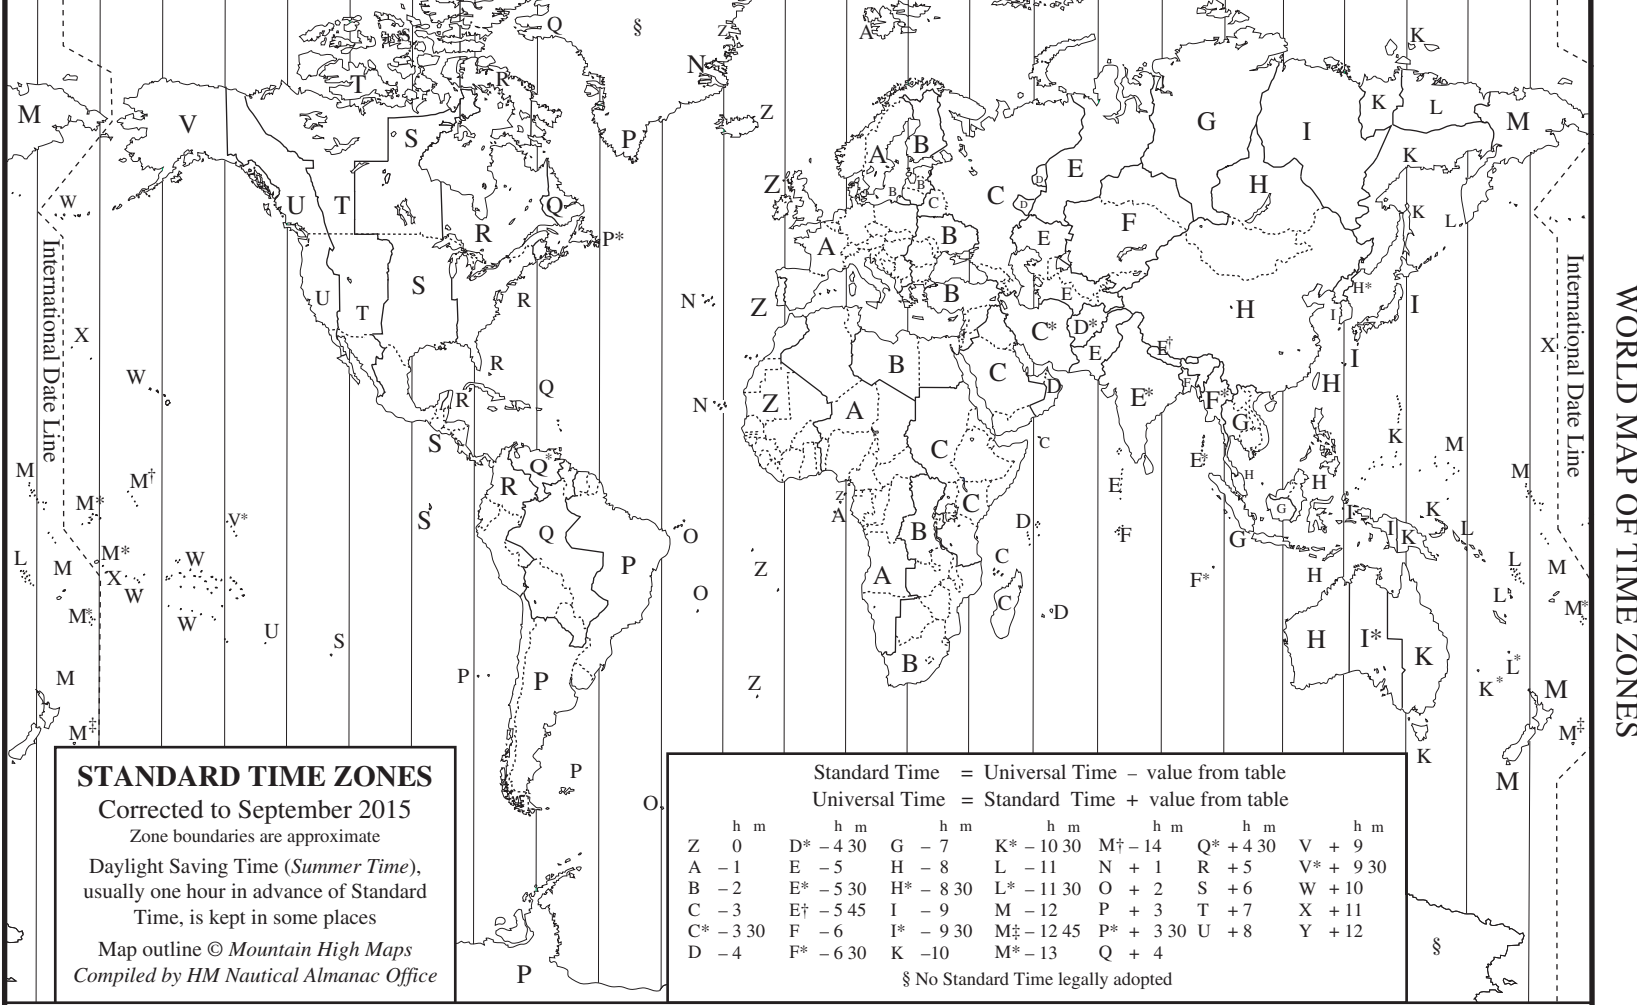 Q § Z A K
N
T R
M V S P Z A B G I K L M
E H K
W U T Q Z B B C C D D K L
R P* A B E F
International Date Line
International Date Line
WORLD MAP OF TIME ZONES
U T S R N Z B E H H* I I
X C* D* E E† I X
W R Q B C D E* F F* H
R N Z A G
S C C K M
M M† Q* E* H H M
M* R E G K
V* S Q O A Z B C D F I I K L
L M M* X W P Z A C G L M
W O F* H L M*
M* U S C D
P H I* K L* K*
M P Z B M
M‡ M‡
P K M
O
STANDARD TIME ZONES
Corrected to September 2015
Zone boundaries are approximate
Daylight Saving Time (Summer Time),
usually one hour in advance of Standard
Time, is kept in some places
Map outline © Mountain High Maps
Compiled by HM Nautical Almanac Office
P
Standard Time = Universal Time – value from table
Universal Time = Standard Time + value from table
h m h m h m h m h m h m h m
Z 0 D* – 4 30 G – 7 K* – 10 30 M† – 14 Q* + 4 30 V + 9
A – 1 E – 5 H – 8 L – 11 N + 1 R + 5 V* + 9 30
B – 2 E* – 5 30 H* – 8 30 L* – 11 30 O + 2 S + 6 W + 10
C – 3 E† – 5 45 I – 9 M – 12 P + 3 T + 7 X + 11
C* – 3 30 F – 6 I* – 9 30 M‡ – 12 45 P* + 3 30 U + 8 Y + 12
D – 4 F* – 6 30 K –10 M* – 13 Q + 4
§ No Standard Time legally adopted
§